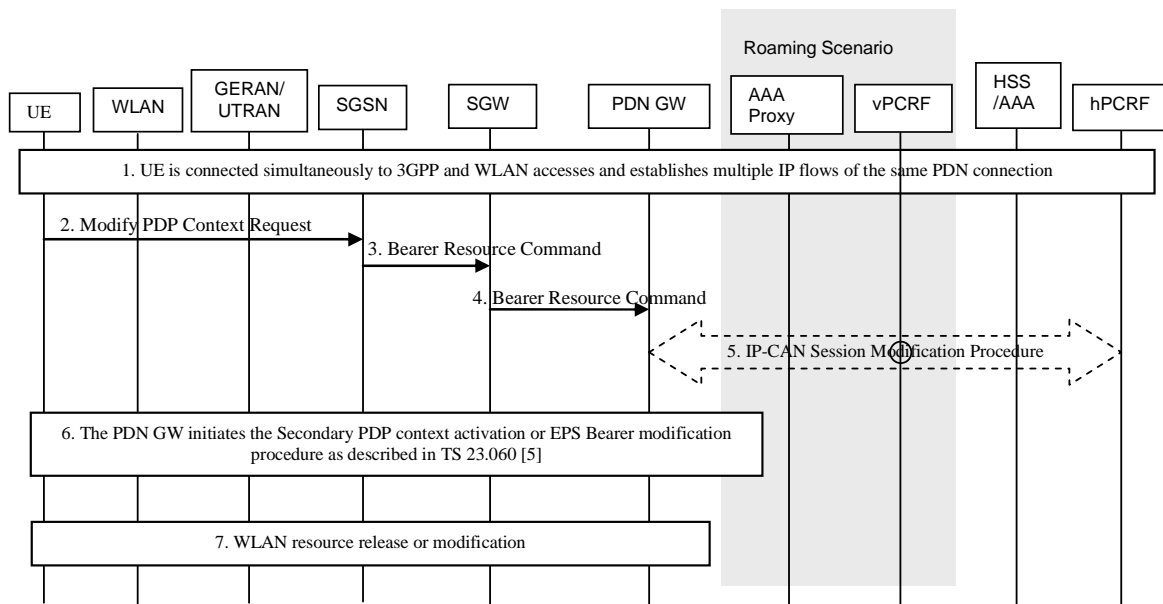 Roaming Scenario
UE
WLAN
GERAN/
UTRAN
SGSN
SGW
PDN GW
AAA
Proxy
vPCRF
HSS
/AAA
hPCRF
1. UE is connected simultaneously to 3GPP and WLAN accesses and establishes multiple IP flows of the same PDN connection
2. Modify PDP Context Request
3. Bearer Resource Command
4. Bearer Resource Command
5. IP-CAN Session Modification Procedure
6. The PDN GW initiates the Secondary PDP context activation or EPS Bearer modification
procedure as described in TS 23.060 [5]
7. WLAN resource release or modification